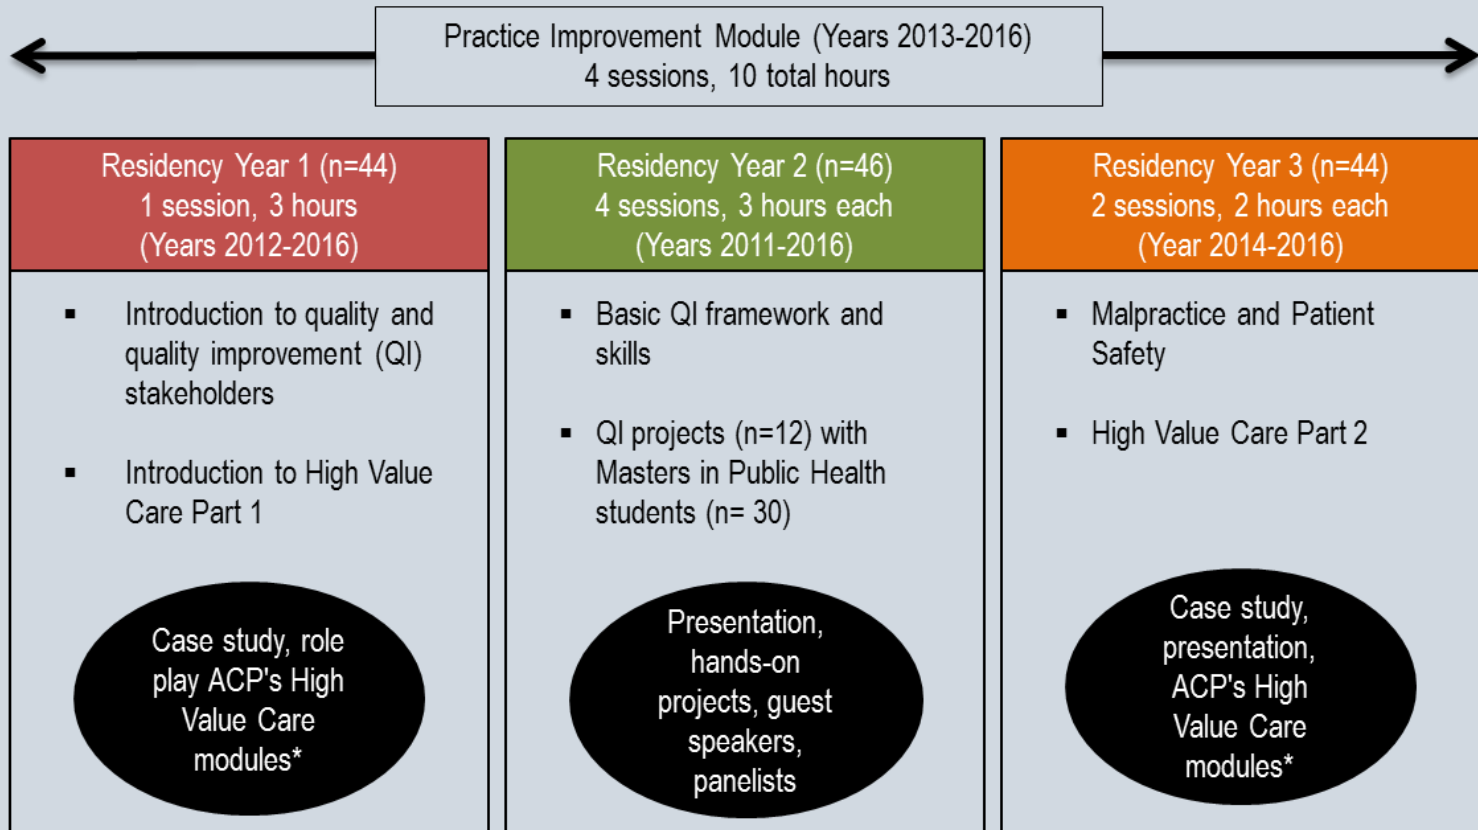 Practice Improvement Module (Years 2013-2016)
4 sessions, 10 total hours
Residency Year 1 (n=44)
1 session, 3 hours
(Years 2012-2016)
▪ Introduction to quality and
quality improvement (QI)
stakeholders
▪ Introduction to High Value
Care Part 1
Case study, role
play ACP's High
Value Care
modules*
Residency Year 2 (n=46)
4 sessions, 3 hours each
(Years 2011-2016)
▪ Basic QI framework and
skills
▪ QI projects (n=12) with
Masters in Public Health
students (n= 30)
Presentation,
hands-on
projects, guest
speakers,
panelists
Residency Year 3 (n=44)
2 sessions, 2 hours each
(Year 2014-2016)
▪ Malpractice and Patient
Safety
▪ High Value Care Part 2
Case study,
presentation,
ACP's High
Value Care
modules*